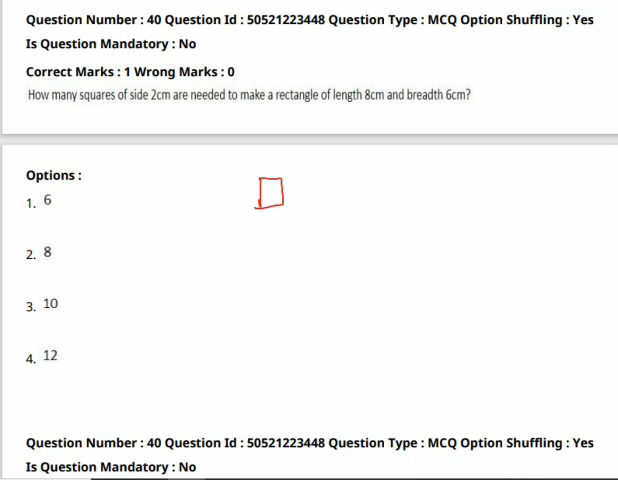 Question Number : 40 Question Id : 50521223448 Question Type : MCQ Option Shuffling : Yes
Is Question Mandatory : No
Correct Marks : 1 Wrong Marks : 0
How many squares of side 2cm are needed to make a rectangle of length 8cm and breadth 6cm?
Options :
1. 6
2. 8
3. 10
4. 12
Question Number : 40 Question Id : 50521223448 Question Type : MCQ Option Shuffling : Yes
Is Question Mandatory : No